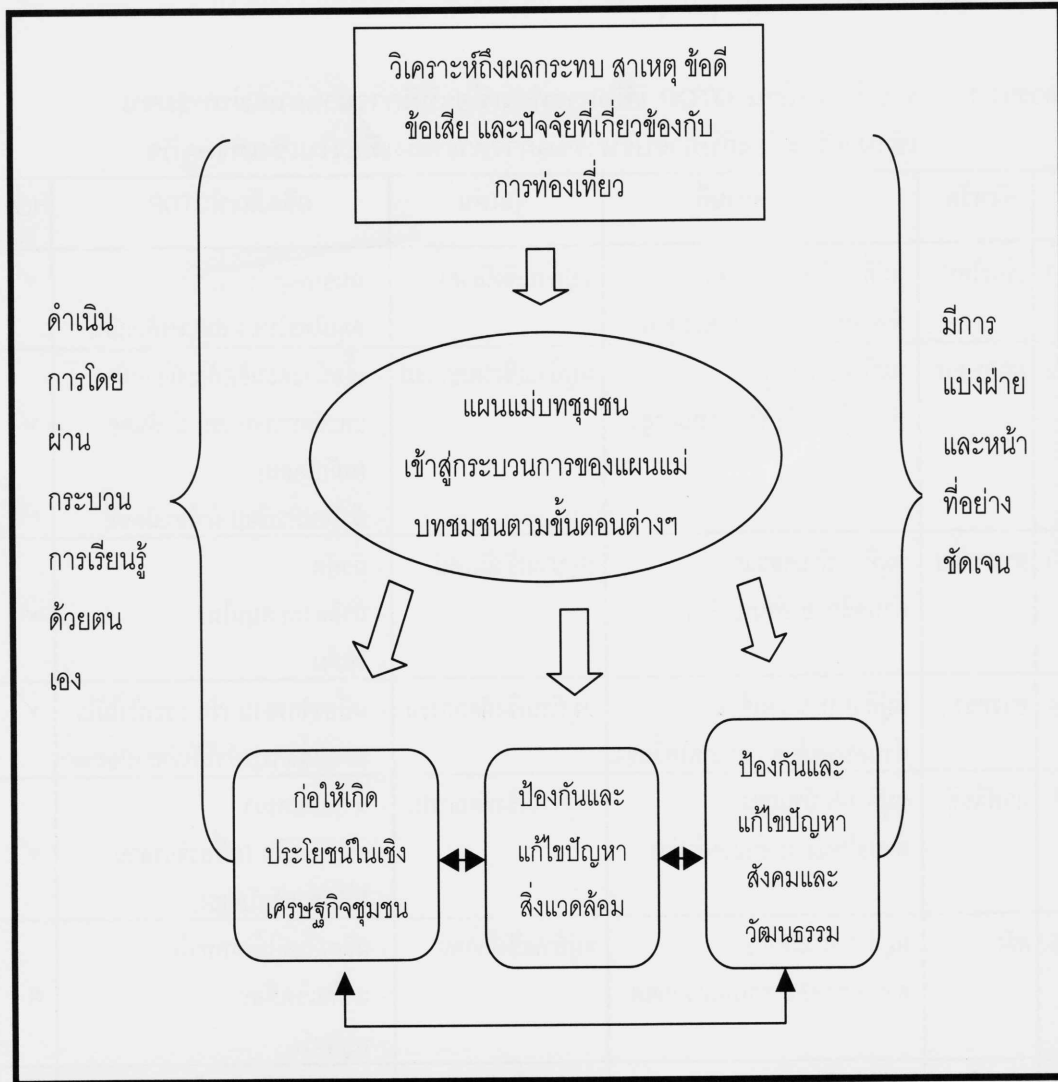 วิเคราะห์ถึงผลกระทบ สาเหตุ ข้อดี
ข้อเสีย และปัจจัยที่เกี่ยวข้องกับ
การท่องเที่ยว
ดำเนิน
การโดย
ผ่าน
กระบวน
การเรียนรู้
ด้วยตน
เอง
แผนแม่บทชุมชน
เข้าสู่กระบวนการของแผนแม่
บทชมชนตามขั้นตอนต่างๆ
มีการ
แบ่งฝ่าย
และหน้า
ที่อย่าง
ชัดเจน
ก่อให้เกิด
ประโยชน์ในเชิง
เศรษฐกิจชุมชน
ป้องกันและ
แก้ไขปัญหา
สิ่งแวดล้อม
ป้องกันและ
แก้ไขปัญหา
สังคมและ
วัฒนธรรม